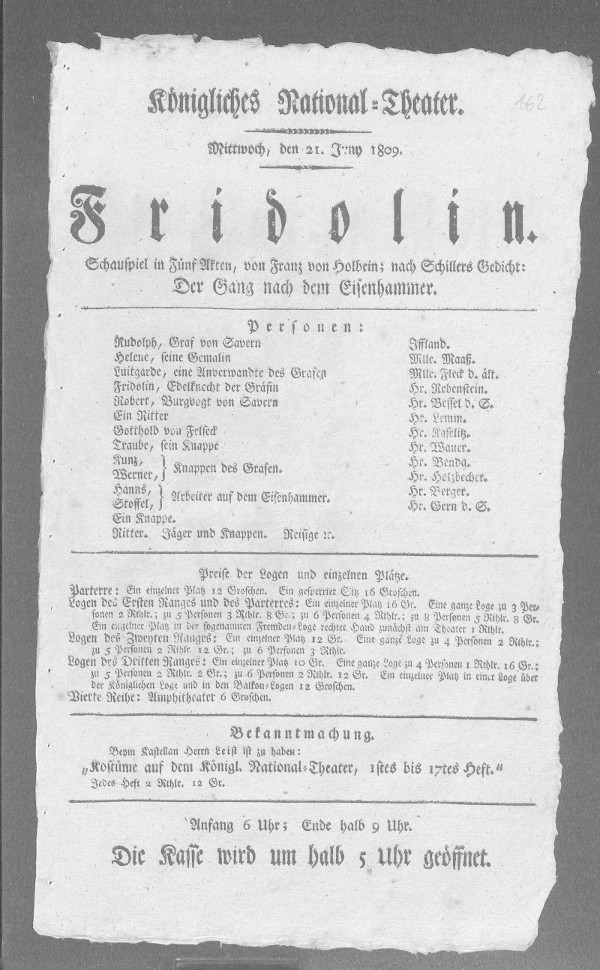 162
Königliches National-Theater.
Mittwoch, den 21. Juny 1809.
Fridolin.
Schauspiel in Fünf Akten, von Franz von Holbein; nach Schillers Gedicht:
Der Gang nach dem Eisenhammer.
Personen:
Rudolph, Graf von Savern Iffland.
Helene, seine Gemalin Mlle. Maaß.
Luitgarde, eine Anverwandte des Grafen Mlle. Fleck d. ält.
Fridolin, Edelknecht der Gräfin Hr. Rebenstein.
Robert, Burgvogt von Savern Hr. Bessel d. S.
Ein Ritter Hr. Lemm.
Gotthold von Felseck Hr. Kaselitz.
Traube, sein Knappe Hr. Wauer.
Kunz, Hr. Benda.
Werner, } Knappen des Grafen. Hr. Holzbecher.
Hanns, Hr. Berger.
Stoffel, } Arbeiter auf dem Eisenhammer. Hr. Gern d. S.
Ein Knappe.
Ritter. Jäger und Knappen. Reisige ꝛc.
Preise der Logen und einzelnen Plätze.
Parterre: Ein einzelner Platz 12 Groschen. Ein gesperrter Sitz 16 Groschen.
Logen des Ersten Ranges und des Parterres: Ein einzelner Platz 16 Gr. Eine ganze Loge zu 3 Per-
sonen 2 Rthlr.; zu 5 Personen 3 Rthlr. 8 Gr.; zu 6 Personen 4 Rthlr.; zu 8 Personen 5 Rthlr. 8 Gr.
Ein einzelner Platz in der sogenannten Fremden-Loge rechter Hand zunächst am Theater 1 Rthlr.
Logen des Zweyten Ranges: Ein einzelner Platz 12 Gr. Eine ganze Loge zu 4 Personen 2 Rthlr.;
zu 5 Personen 2 Rthlr. 12 Gr.; zu 6 Personen 3 Rthlr.
Logen des Dritten Ranges: Ein einzelner Platz 10 Gr. Eine ganze Loge zu 4 Personen 1 Rthlr. 16 Gr.;
zu 5 Personen 2 Rthlr. 2 Gr.; zu 6 Personen 2 Rthlr. 12 Gr. Ein einzelner Platz in einer Loge über
der Königlichen Loge und in den Balkon-Logen 12 Groschen.
Vierte Reihe: Amphitheater 6 Groschen.
Bekanntmachung.
Beym Kastellan Herrn Leist ist zu haben:
„Kostüme auf dem Königl. National-Theater, 1stes bis 17tes Heft.“
Jedes Heft 2 Rthlr. 12 Gr.
Anfang 6 Uhr; Ende halb 9 Uhr.
Die Kasse wird um halb 5 Uhr geöffnet.